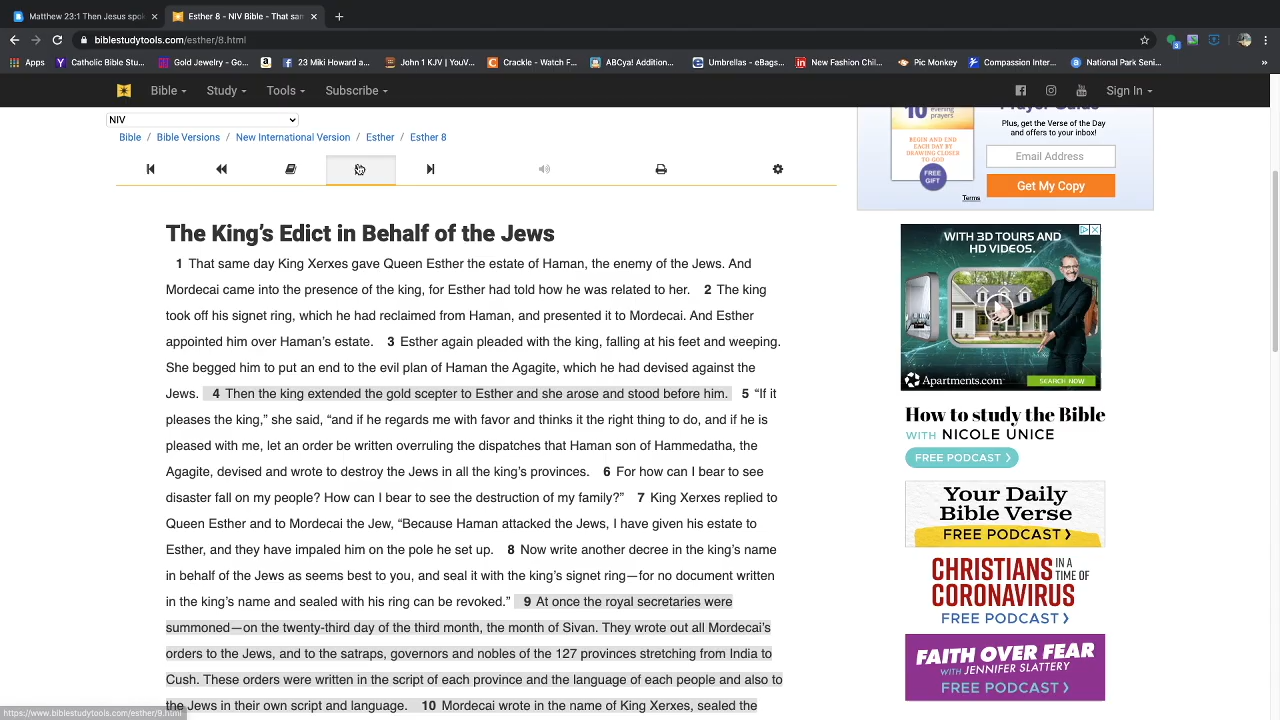 Matthew 23:1 Then Jesus spok
Esther 8 - NIV Bible - That sam
biblestudytools.com/esther/8.html
Apps
Catholic Bible Stu...
Gold Jewelry - Go...
23 Miki Howard a...
John 1 KJV | YouV...
Crackle - Watch F...
ABCya! Addition...
Umbrellas - eBags...
New Fashion Chil...
Pic Monkey
Compassion Inter...
National Park Seni...
Bible
Study
Tools
Subscribe
Sign In
NIV
Bible / Bible Versions / New International Version / Esther / Esther 8
The King's Edict in Behalf of the Jews
1 That same day King Xerxes gave Queen Esther the estate of Haman, the enemy of the Jews. And
Mordecai came into the presence of the king, for Esther had told how he was related to her. 2 The king
took off his signet ring, which he had reclaimed from Haman, and presented it to Mordecai. And Esther
appointed him over Haman's estate. 3 Esther again pleaded with the king, falling at his feet and weeping.
She begged him to put an end to the evil plan of Haman the Agagite, which he had devised against the
Jews. 4 Then the king extended the gold scepter to Esther and she arose and stood before him. 5 “If it
pleases the king,” she said, “and if he regards me with favor and thinks it the right thing to do, and if he is
pleased with me, let an order be written overruling the dispatches that Haman son of Hammedatha, the
Agagite, devised and wrote to destroy the Jews in all the king's provinces. 6 For how can I bear to see
disaster fall on my people? How can I bear to see the destruction of my family?” 7 King Xerxes replied to
Queen Esther and to Mordecai the Jew, “Because Haman attacked the Jews, I have given his estate to
Esther, and they have impaled him on the pole he set up. 8 Now write another decree in the king's name
in behalf of the Jews as seems best to you, and seal it with the king's signet ring—for no document written
in the king's name and sealed with his ring can be revoked.” 9 At once the royal secretaries were
summoned—on the twenty-third day of the third month, the month of Sivan. They wrote out all Mordecai's
orders to the Jews, and to the satraps, governors and nobles of the 127 provinces stretching from India to
Cush. These orders were written in the script of each province and the language of each people and also to
the Jews in their own script and language. 10 Mordecai wrote in the name of King Xerxes, sealed the
https://www.biblestudytools.com/esther/9.html
10 evening prayers
BEGIN AND END
EACH DAY BY
DRAWING CLOSER
TO GOD
FREE
GIFT
Prayer Guide
Plus, get the Verse of the Day
and offers to your inbox!
Email Address
Get My Copy
Terms
WITH 3D TOURS AND
HD VIDEOS.
Apartments.com
SEARCH NOW
How to study the Bible
WITH NICOLE UNICE
FREE PODCAST >
Your Daily
Bible Verse
FREE PODCAST >
CHRISTIANS IN A
TIME OF
CORONAVIRUS
FREE PODCAST >
FAITH OVER FEAR
WITH JENNIFER SLATTERY
FREE PODCAST >